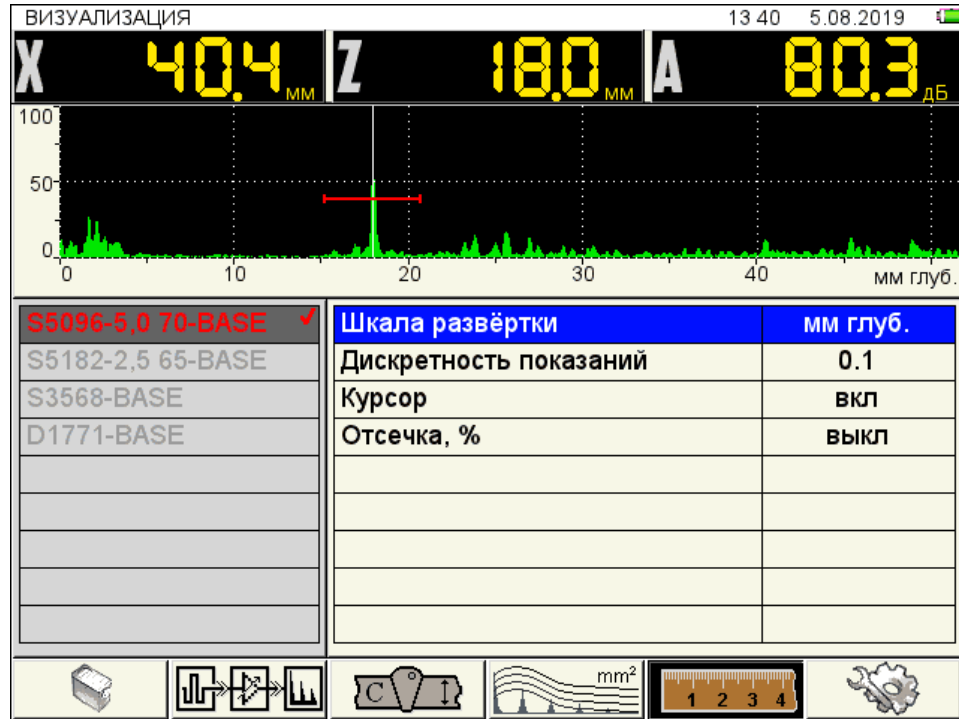 ВИЗУАЛИЗАЦИЯ 13 40 5.08.2019
X 40.4 мм Z 18.0 мм A 80.3 дБ
100
50
0
0 10 20 30 40 мм глуб.
S5096-5,0 70-BASE Шкала развёртки мм глуб.
S5182-2,5 65-BASE Дискретность показаний 0.1
S3568-BASE Курсор вкл
D1771-BASE Отсечка, % выкл
C mm² 1 2 3 4